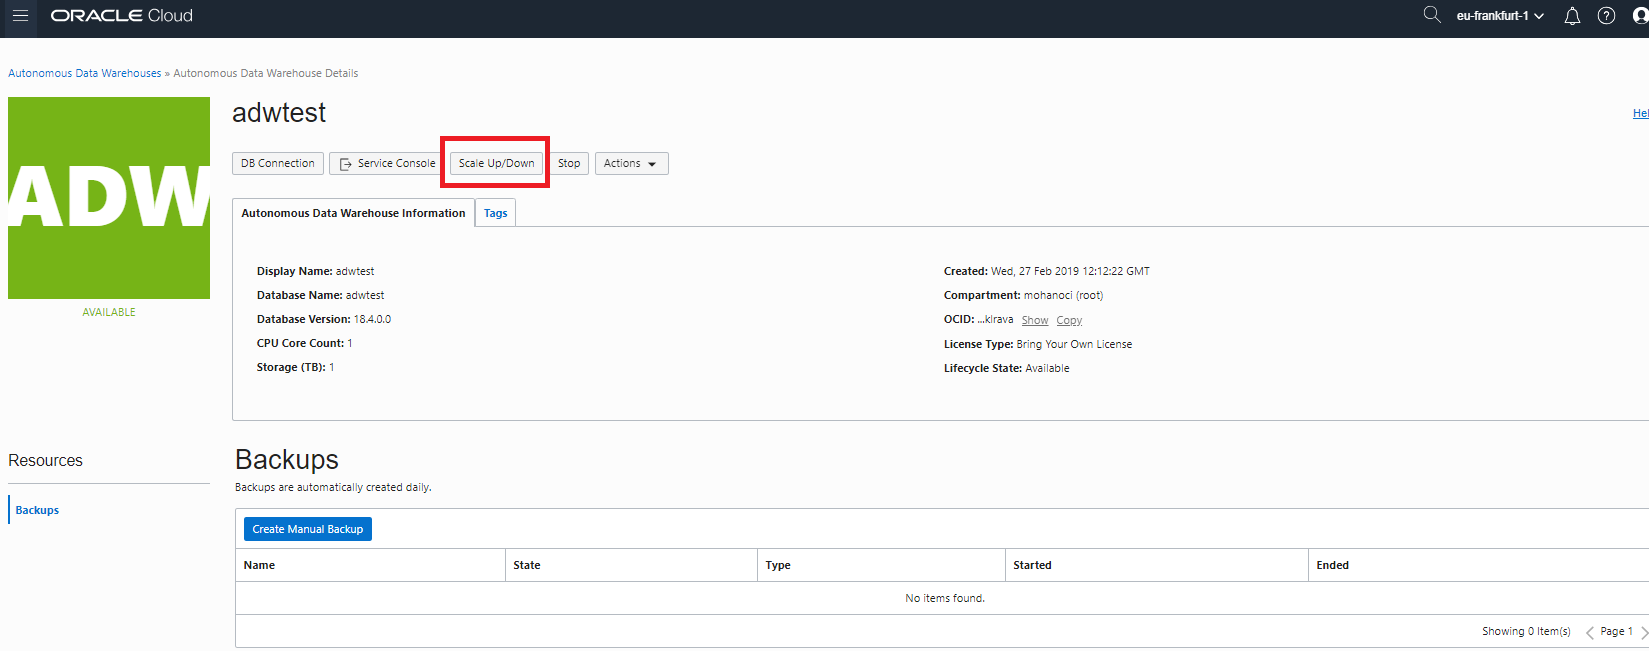 ORACLE Cloud
eu-frankfurt-1
Autonomous Data Warehouses » Autonomous Data Warehouse Details
ADW
AVAILABLE
adwtest
Hel
DB Connection
Service Console
Scale Up/Down
Stop
Actions
Autonomous Data Warehouse Information
Tags
Display Name: adwtest
Database Name: adwtest
Database Version: 18.4.0.0
CPU Core Count: 1
Storage (TB): 1
Created: Wed, 27 Feb 2019 12:12:22 GMT
Compartment: mohanoci (root)
OCID: ...klrava Show Copy
License Type: Bring Your Own License
Lifecycle State: Available
Resources
Backups
Backups
Backups are automatically created daily.
Create Manual Backup
Name State Type Started Ended
No items found.
Showing 0 Item(s) Page 1